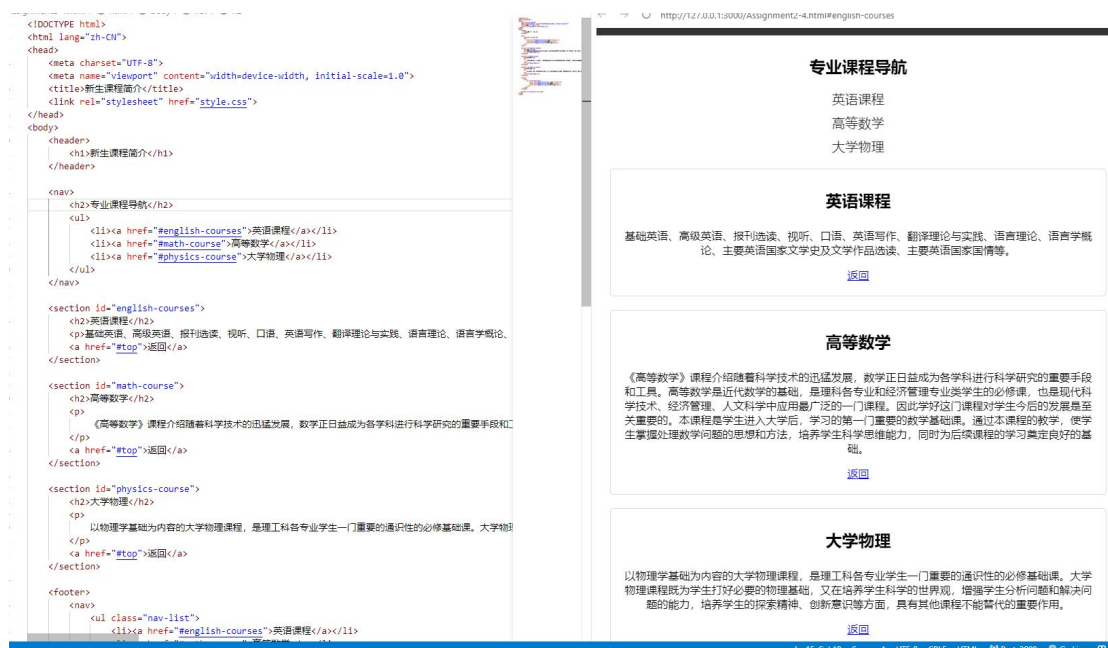 http://127.0.0.1:3000/Assignment2-4.html#english-courses
<!DOCTYPE html>
<html lang="zh-CN">
<head>
<meta charset="UTF-8">
<meta name="viewport" content="width=device-width, initial-scale=1.0">
<title>新生课程简介</title>
<link rel="stylesheet" href="style.css">
</head>
<body>
<header>
<h1>新生课程简介</h1>
</header>
<nav>
<h2>专业课程导航</h2>
<ul>
<li><a href="#english-courses">英语课程</a></li>
<li><a href="#math-course">高等数学</a></li>
<li><a href="#physics-course">大学物理</a></li>
</ul>
</nav>
<section id="english-courses">
<h2>英语课程</h2>
<p>基础英语、高级英语、报刊选读、视听、口语、英语写作、翻译理论与实践、语言理论、语言学概论、
<a href="#top">返回</a>
</section>
<section id="math-course">
<h2>高等数学</h2>
<p>
《高等数学》课程介绍随着科学技术的迅猛发展，数学正日益成为各学科进行科学研究的重要手段和
</p>
<a href="#top">返回</a>
</section>
<section id="physics-course">
<h2>大学物理</h2>
<p>
以物理学基础为内容的大学物理课程，是理工科各专业学生一门重要的通识性的必修基础课。大学物
</p>
<a href="#top">返回</a>
</section>
<footer>
<nav>
<ul class="nav-list">
<li><a href="#english-courses">英语课程</a></li>
专业课程导航
英语课程
高等数学
大学物理
英语课程
基础英语、高级英语、报刊选读、视听、口语、英语写作、翻译理论与实践、语言理论、语言学概
论、主要英语国家文学史及文学作品选读、主要英语国家国情等。
返回
高等数学
《高等数学》课程介绍随着科学技术的迅猛发展，数学正日益成为各学科进行科学研究的重要手段
和工具。高等数学是近代数学的基础，是理科各专业和经济管理专业类学生的必修课，也是现代科
学技术、经济管理、人文科学中应用最广泛的一门课程。因此学好这门课程对学生今后的发展是至
关重要的。本课程是学生进入大学后，学习的第一门重要的数学基础课。通过本课程的教学，使学
生掌握处理数学问题的思想和方法，培养学生科学思维能力，同时为后续课程的学习奠定良好的基
础。
返回
大学物理
以物理学基础为内容的大学物理课程，是理工科各专业学生一门重要的通识性的必修基础课。大学
物理课程既为学生打好必要的物理基础，又在培养学生科学的世界观，增强学生分析问题和解决问
题的能力，培养学生的探索精神、创新意识等方面，具有其他课程不能替代的重要作用。
返回